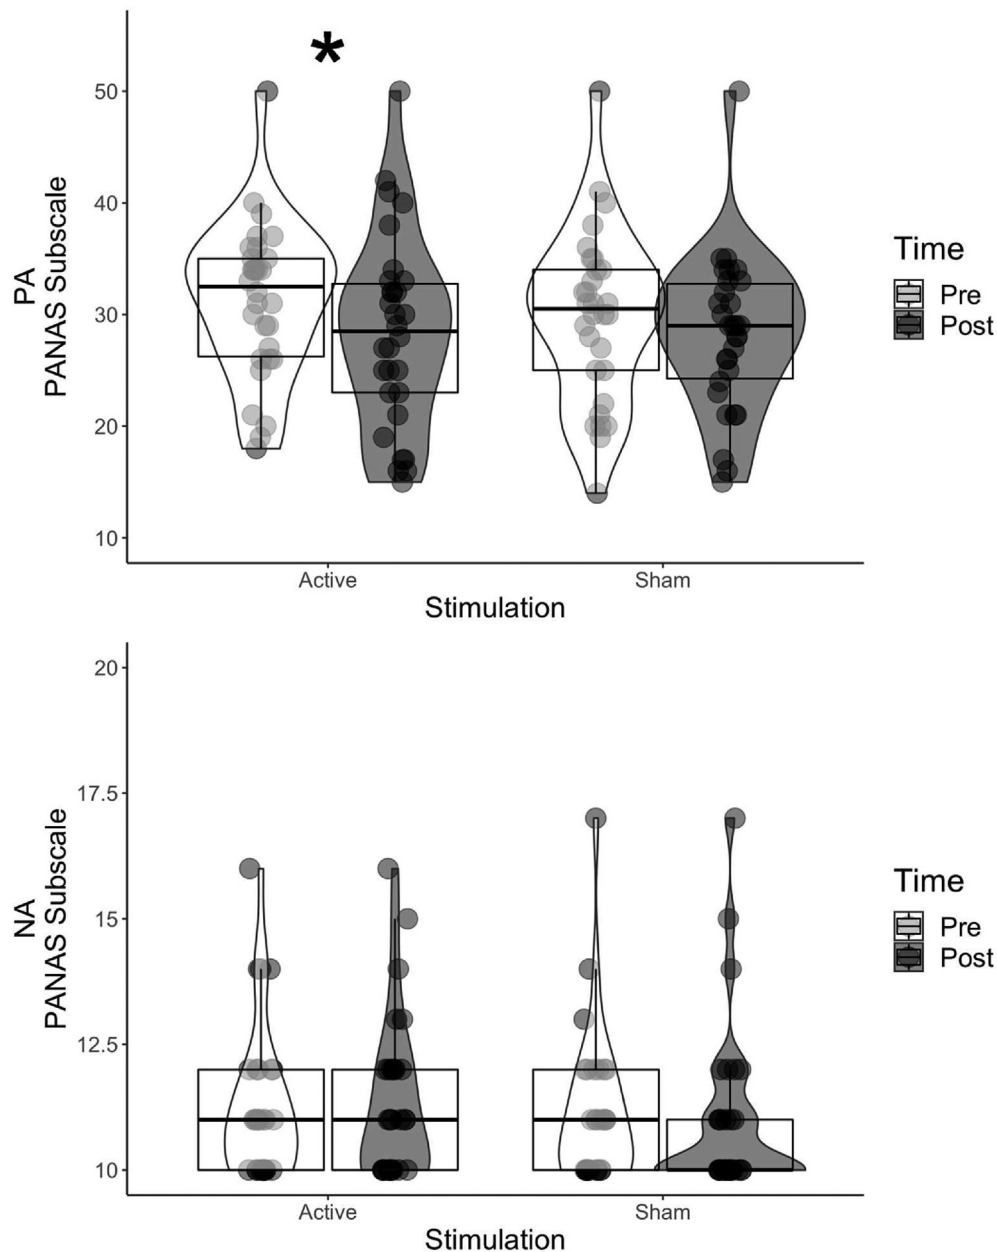 *
PA
PANAS Subscale
50
40
30
20
10
Active
Sham
Stimulation
Time
Pre
Post
NA
PANAS Subscale
20
17.5
15
12.5
10
Active
Sham
Stimulation
Time
Pre
Post